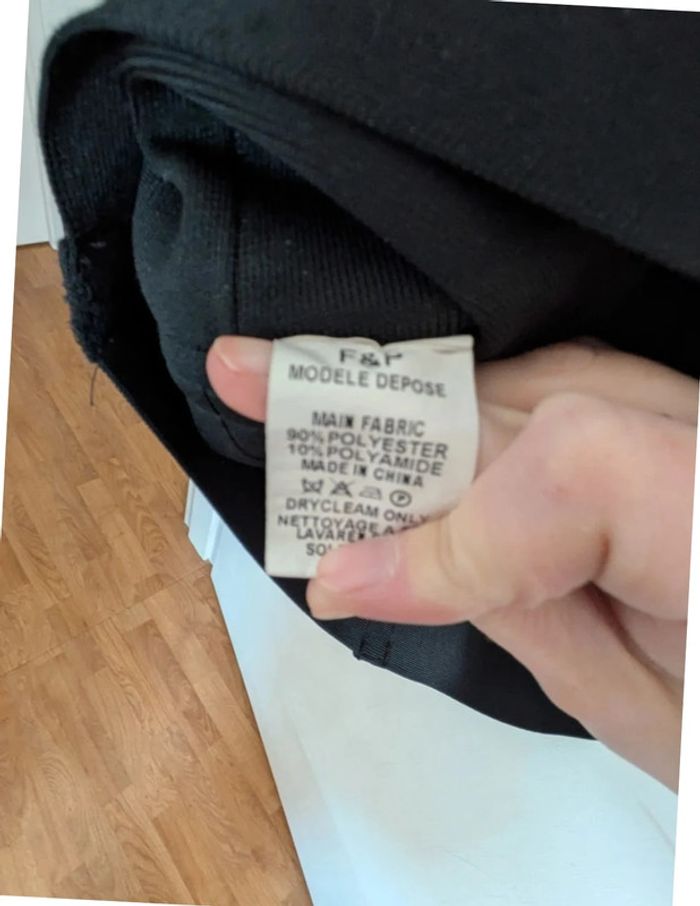 F&P
MODELE DEPOSE
MAIN FABRIC
90% POLYESTER
10% POLYAMIDE
MADE IN CHINA
P
DRYCLEAM ONLY
NETTOYAGE A